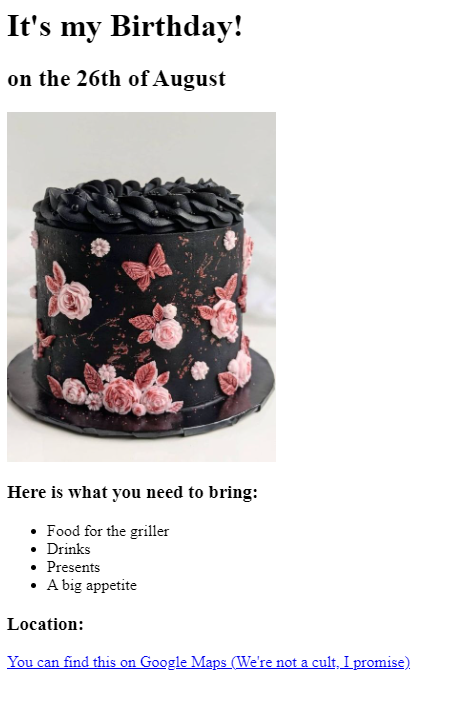 It's my Birthday!
on the 26th of August
Here is what you need to bring:
Food for the griller
Drinks
Presents
A big appetite
Location:
You can find this on Google Maps (We're not a cult, I promise)